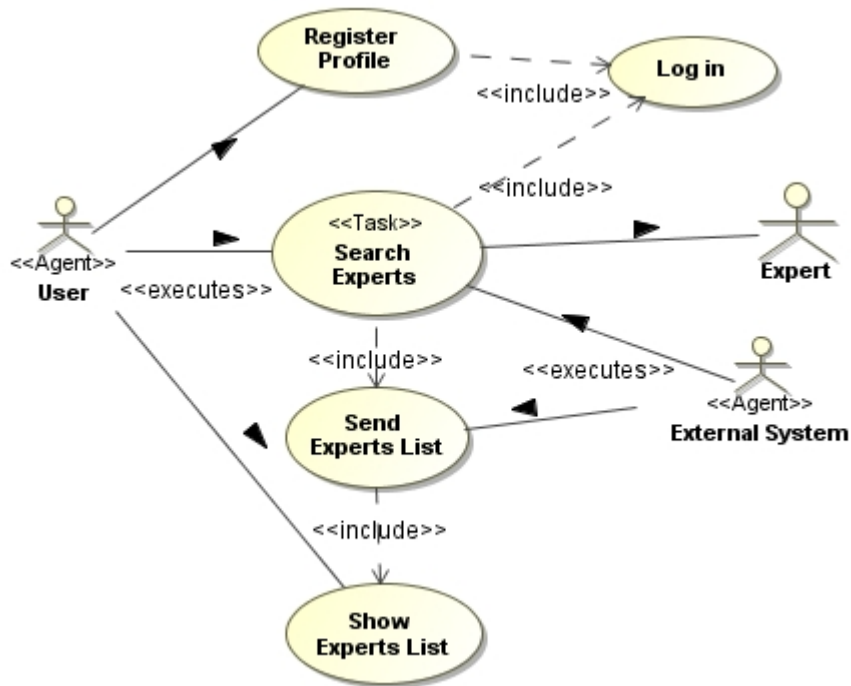 Register
Profile
Log in
<<include>>
<<include>>
<<Task>>
Search
Experts
<<Agent>>
User
<<executes>>
Expert
<<include>>
<<executes>>
<<Agent>>
External System
Send
Experts List
<<include>>
Show
Experts List